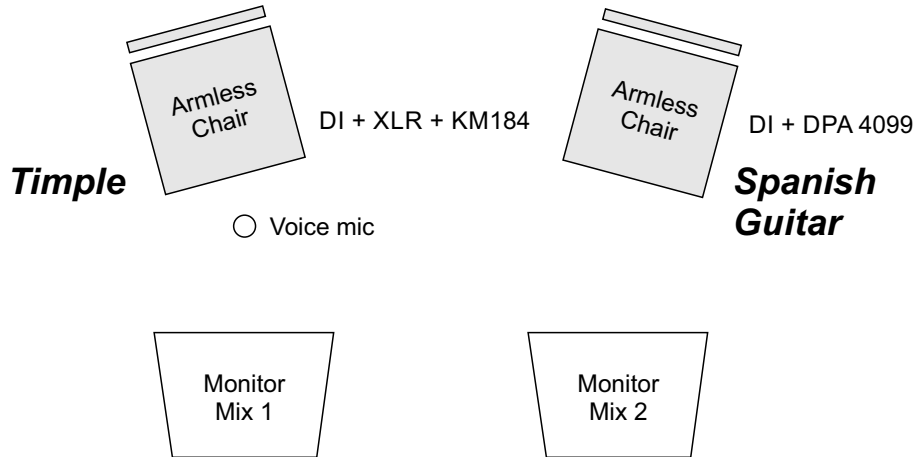 Armless
Chair
DI + XLR + KM184
Timple
Voice mic
Armless
Chair
DI + DPA 4099
Spanish
Guitar
Monitor
Mix 1
Monitor
Mix 2